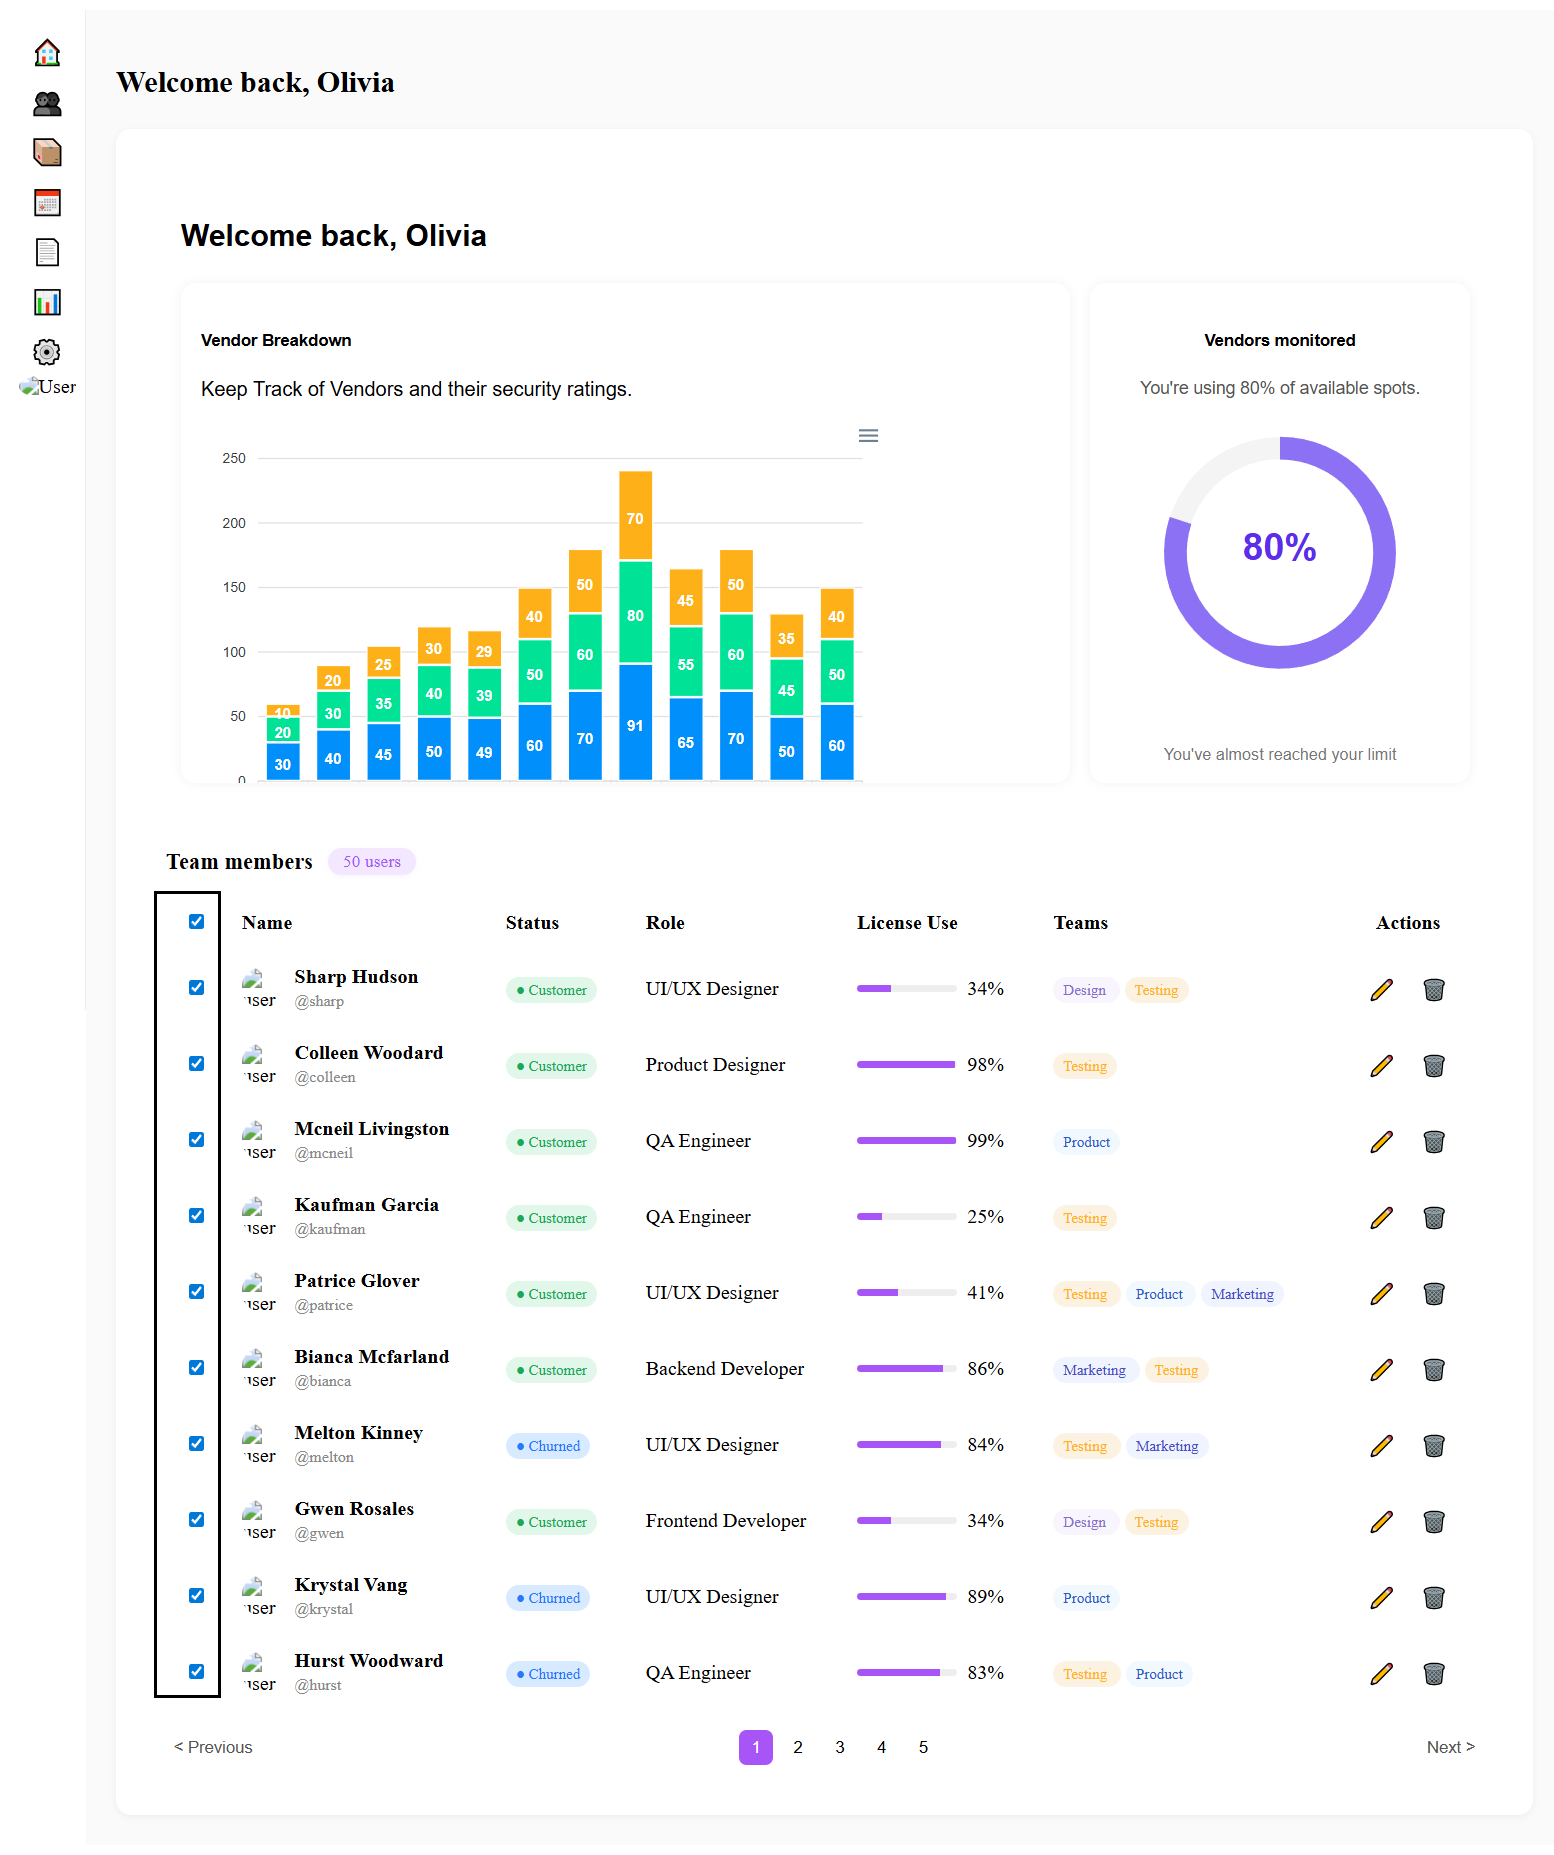 Welcome back, Olivia
User
Welcome back, Olivia
Vendor Breakdown
Keep Track of Vendors and their security ratings.
250
200
150
100
50
0
10 20 30
20 30 40
25 35 45
30 40 50
29 39 49
40 50 60
50 60 70
70 80 91
45 55 65
50 60 70
35 45 50
40 50 60
Vendors monitored
You're using 80% of available spots.
80%
You've almost reached your limit
Team members 50 users
Name Status Role License Use Teams Actions
user Sharp Hudson @sharp Customer UI/UX Designer 34% Design Testing
user Colleen Woodard @colleen Customer Product Designer 98% Testing
user Mcneil Livingston @mcneil Customer QA Engineer 99% Product
user Kaufman Garcia @kaufman Customer QA Engineer 25% Testing
user Patrice Glover @patrice Customer UI/UX Designer 41% Testing Product Marketing
user Bianca Mcfarland @bianca Customer Backend Developer 86% Marketing Testing
user Melton Kinney @melton Churned UI/UX Designer 84% Testing Marketing
user Gwen Rosales @gwen Customer Frontend Developer 34% Design Testing
user Krystal Vang @krystal Churned UI/UX Designer 89% Product
user Hurst Woodward @hurst Churned QA Engineer 83% Testing Product
< Previous 1 2 3 4 5 Next >